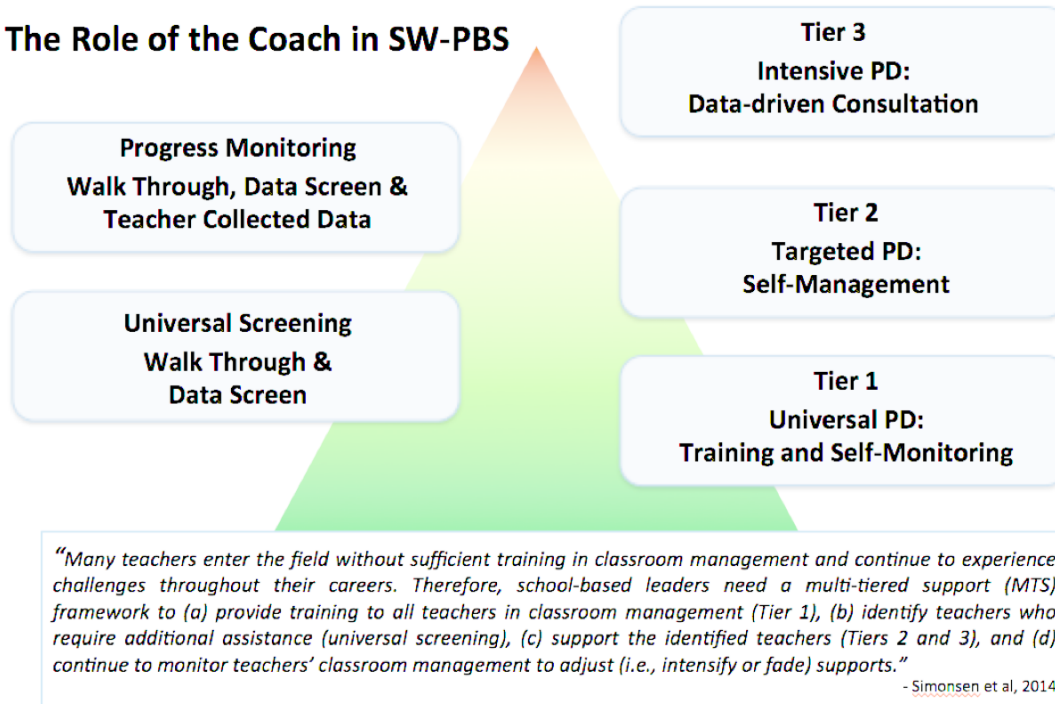 The Role of the Coach in SW-PBS
Progress Monitoring
Walk Through, Data Screen &
Teacher Collected Data
Universal Screening
Walk Through &
Data Screen
Tier 3
Intensive PD:
Data-driven Consultation
Tier 2
Targeted PD:
Self-Management
Tier 1
Universal PD:
Training and Self-Monitoring
“Many teachers enter the field without sufficient training in classroom management and continue to experience
challenges throughout their careers. Therefore, school-based leaders need a multi-tiered support (MTS)
framework to (a) provide training to all teachers in classroom management (Tier 1), (b) identify teachers who
require additional assistance (universal screening), (c) support the identified teachers (Tiers 2 and 3), and (d)
continue to monitor teachers’ classroom management to adjust (i.e., intensify or fade) supports.”
- Simonsen et al, 2014